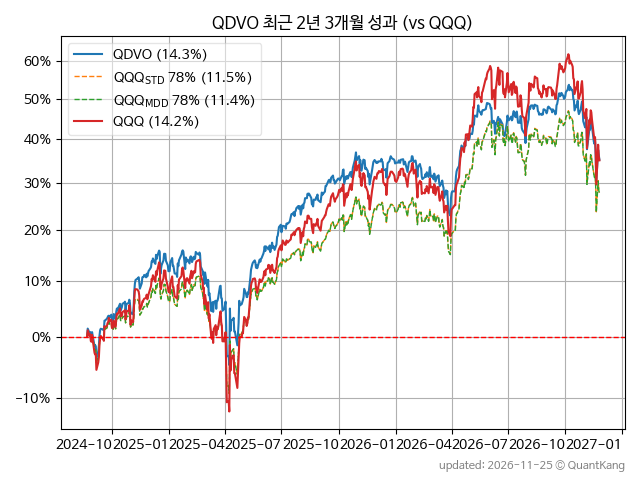 QDVO 최근 2년 3개월 성과 (vs QQQ)
QDVO (14.3%)
QQQSTD 78% (11.5%)
QQQMDD 78% (11.4%)
QQQ (14.2%)
60%
50%
40%
30%
20%
10%
0%
−10%
2024−10 2025−01 2025−04 2025−07 2025−10 2026−01 2026−04 2026−07 2026−10 2027−01
updated: 2026-11-25 © QuantKang